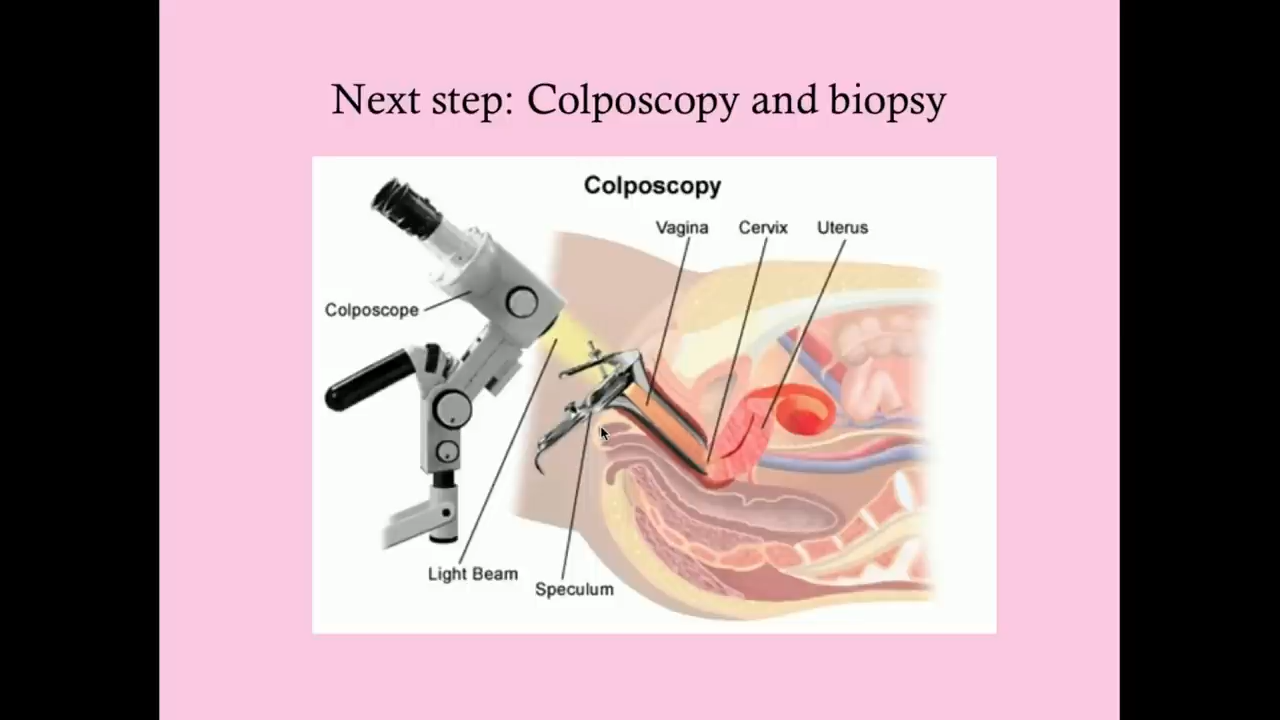 Next step: Colposcopy and biopsy
Colposcopy
Vagina
Cervix
Uterus
Colposcope
Light Beam
Speculum